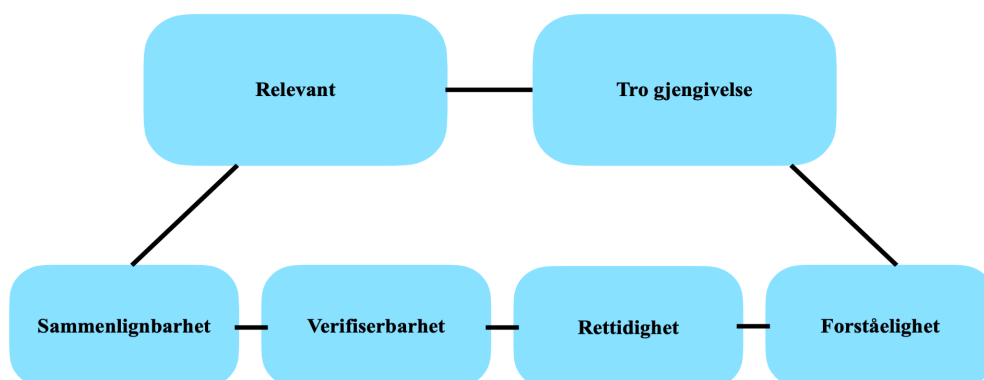 Relevant
Tro gjengivelse
Sammenlignbarhet
Verifiserbarhet
Rettidighet
Forståelighet